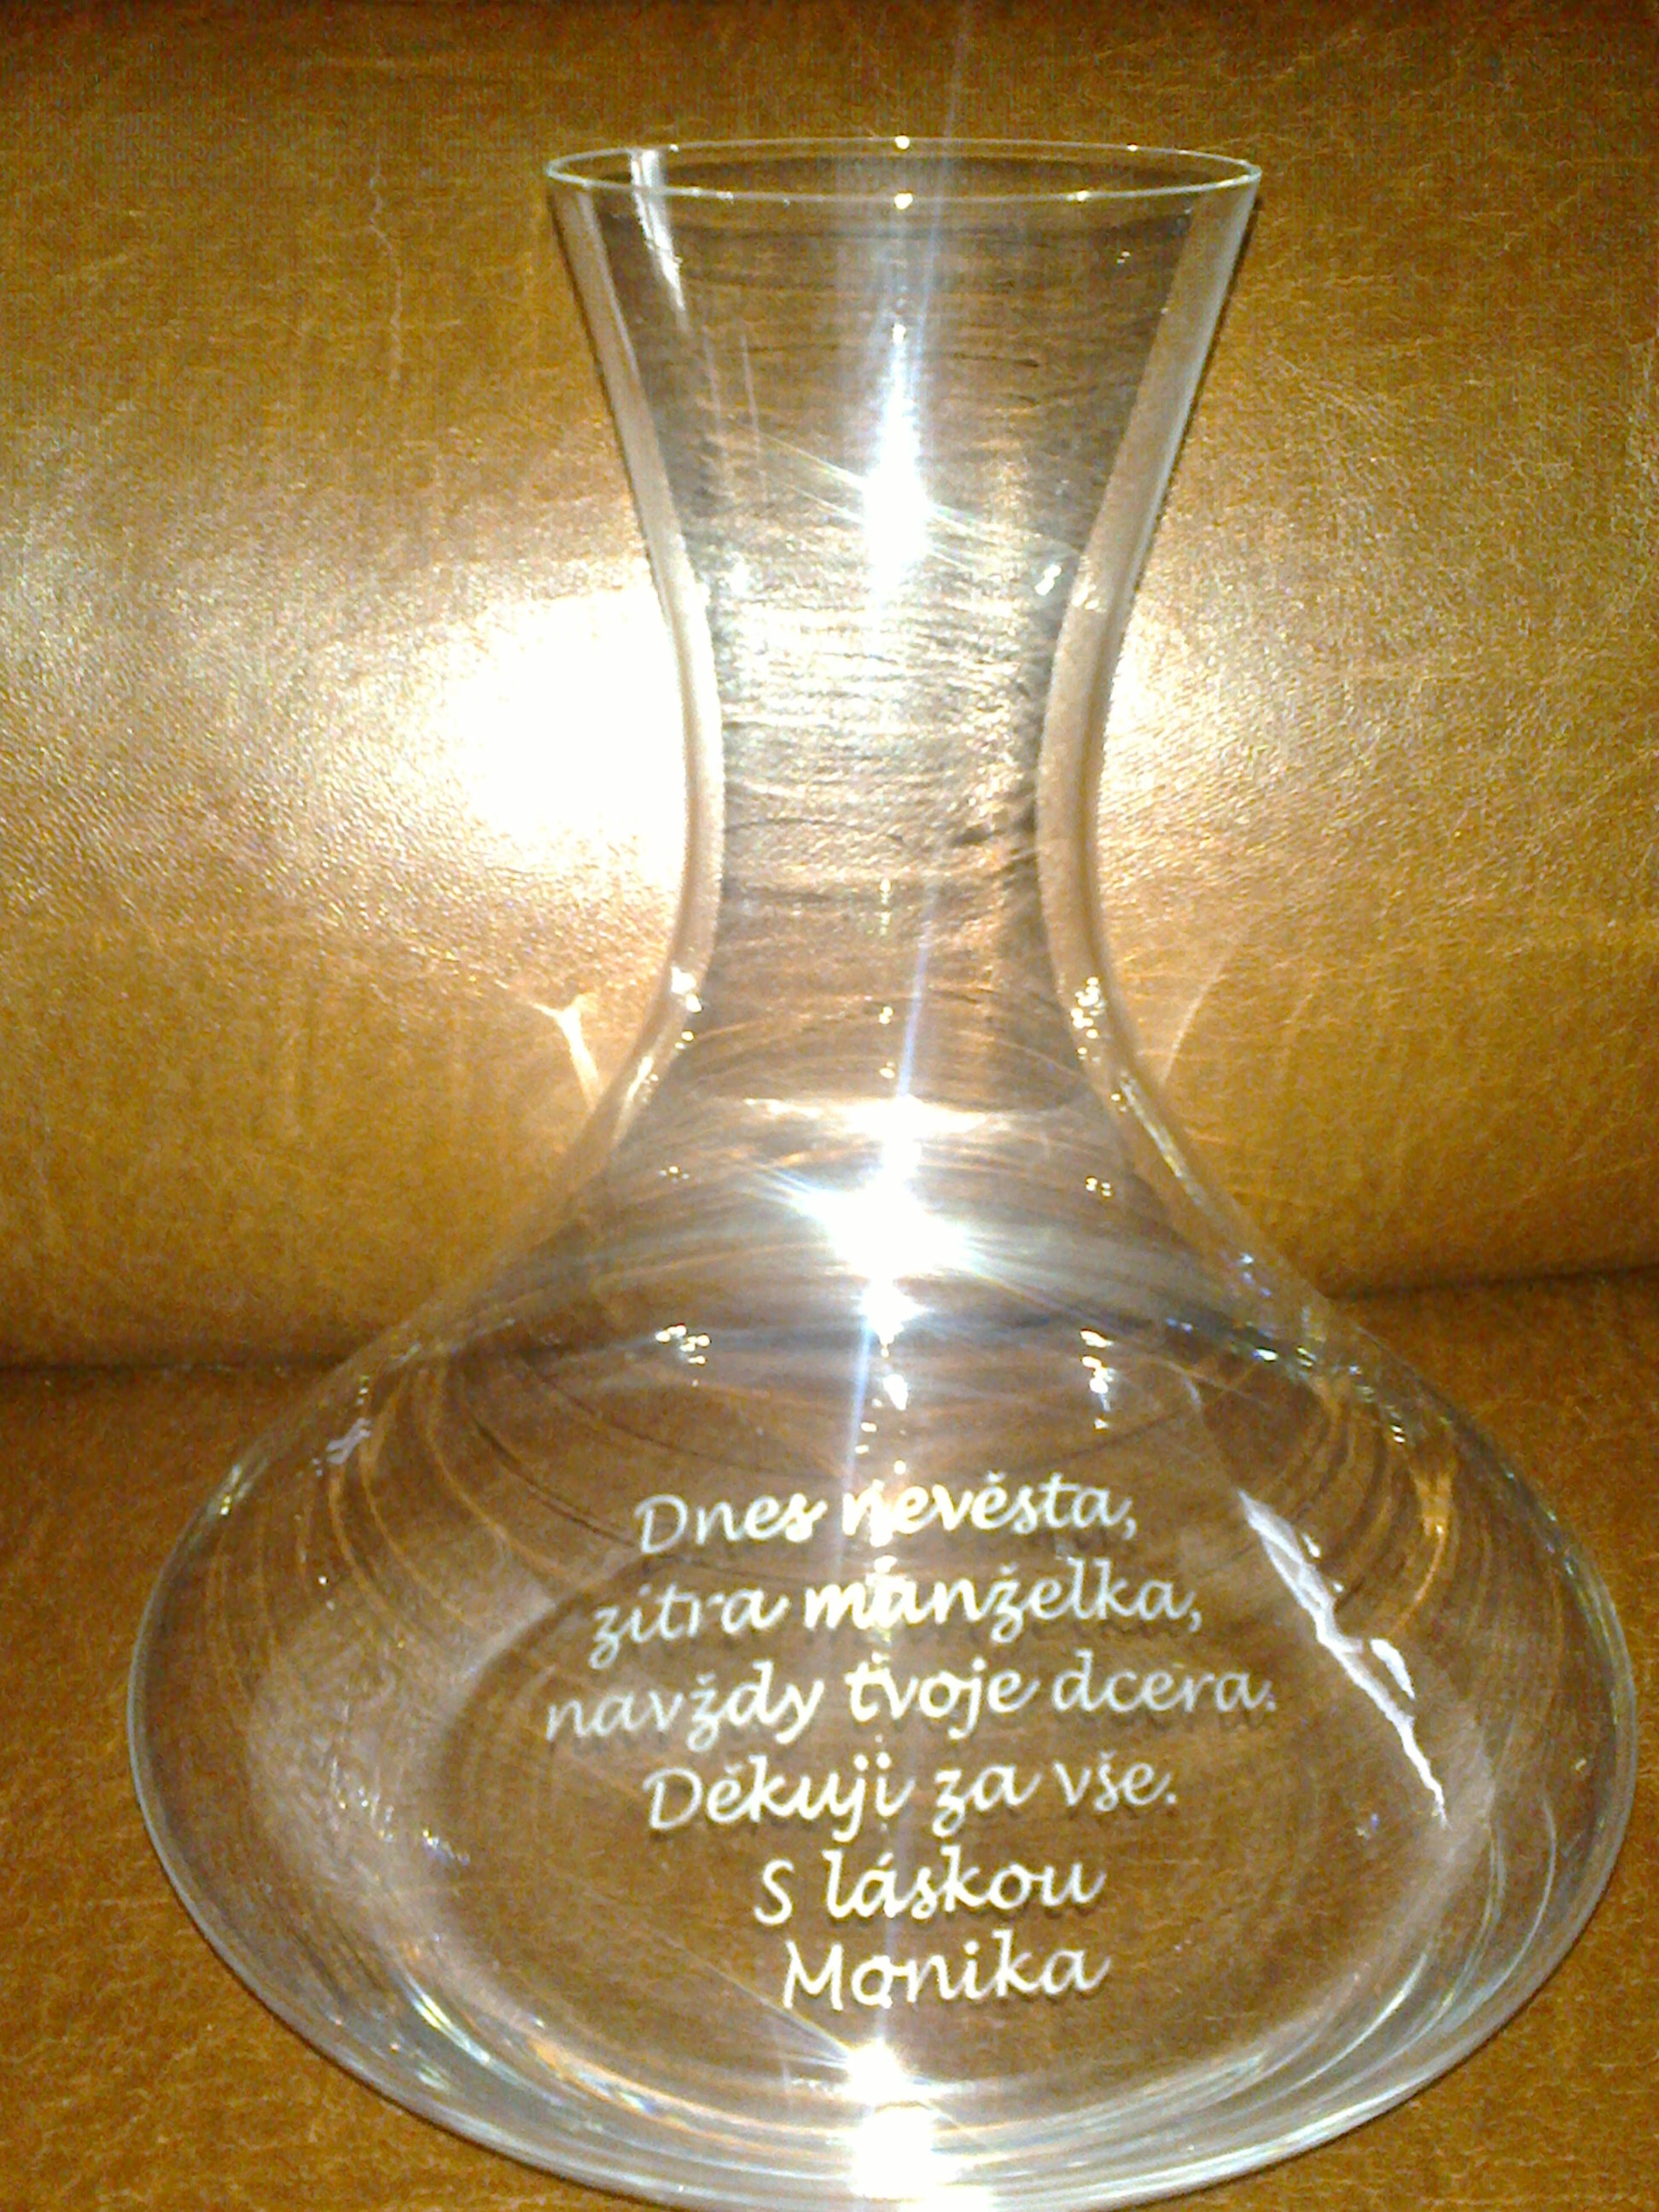 Dnes nevěsta,
zítra manželka,
navždy tvoje dcera.
Děkuji za vše.
S láskou
Monika